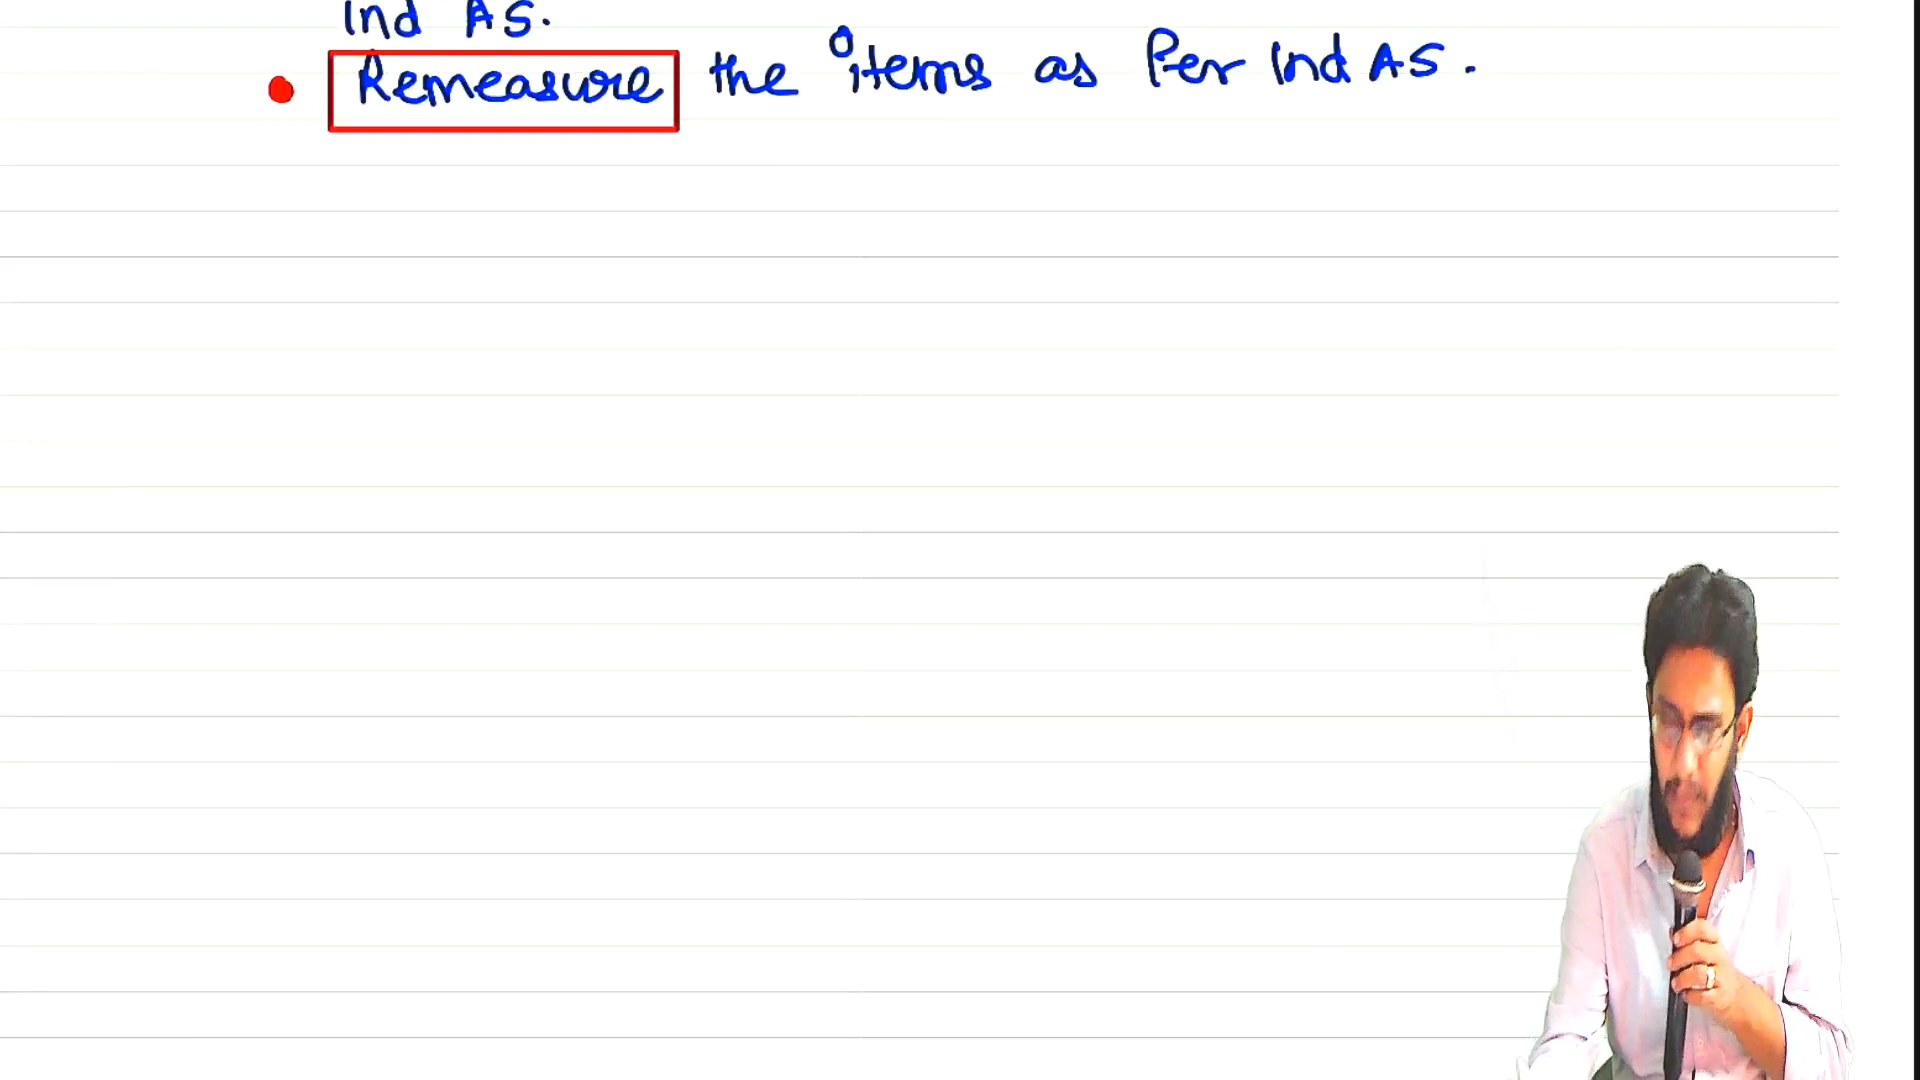 Ind AS.
• Remeasure the items as Per Ind AS.